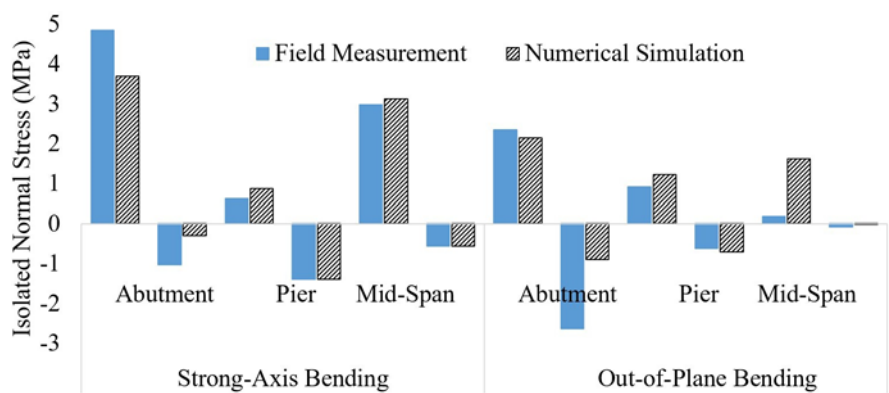 Isolated Normal Stress (MPa)
5
4
3
2
1
0
-1
-2
-3
Field Measurement
Numerical Simulation
Abutment
Pier
Mid-Span
Abutment
Pier
Mid-Span
Strong-Axis Bending
Out-of-Plane Bending